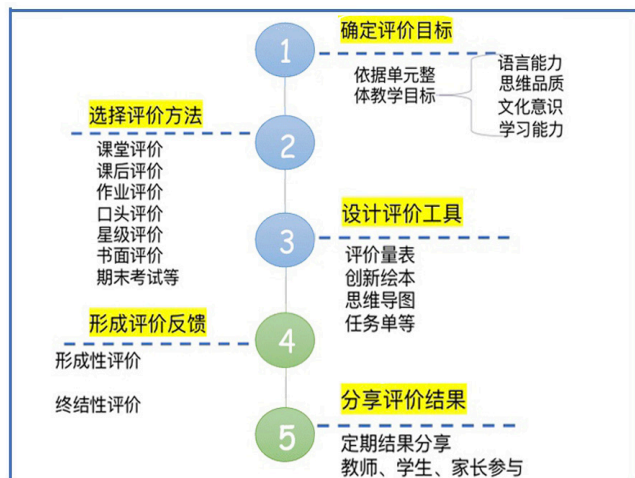 1
确定评价目标
依据单元整
体教学目标
语言能力
思维品质
文化意识
学习能力
选择评价方法
2
课堂评价
课后评价
作业评价
口头评价
星级评价
书面评价
期末考试等
3
设计评价工具
评价量表
创新绘本
思维导图
任务单等
形成评价反馈
4
形成性评价
终结性评价
5
分享评价结果
定期结果分享
教师、学生、家长参与